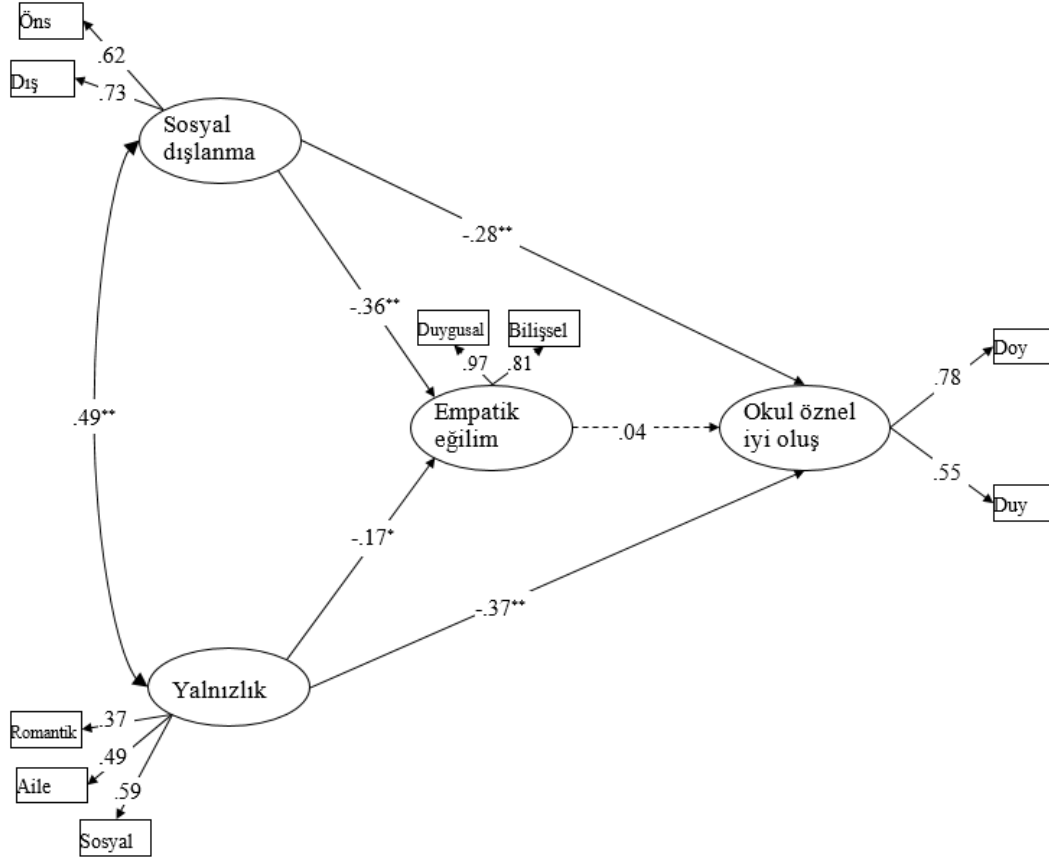 Öns
.62
Dış
.73
Sosyal
dışlanma
-.28**
-.36**
Duygusal
Bilişsel
.97
.81
Doy
.78
Empatik
eğilim
.04
Okul öznel
iyi oluş
.49**
.55
Duy
-.17*
-.37**
Yalnızlık
Romantik
.37
Aile
.49
.59
Sosyal